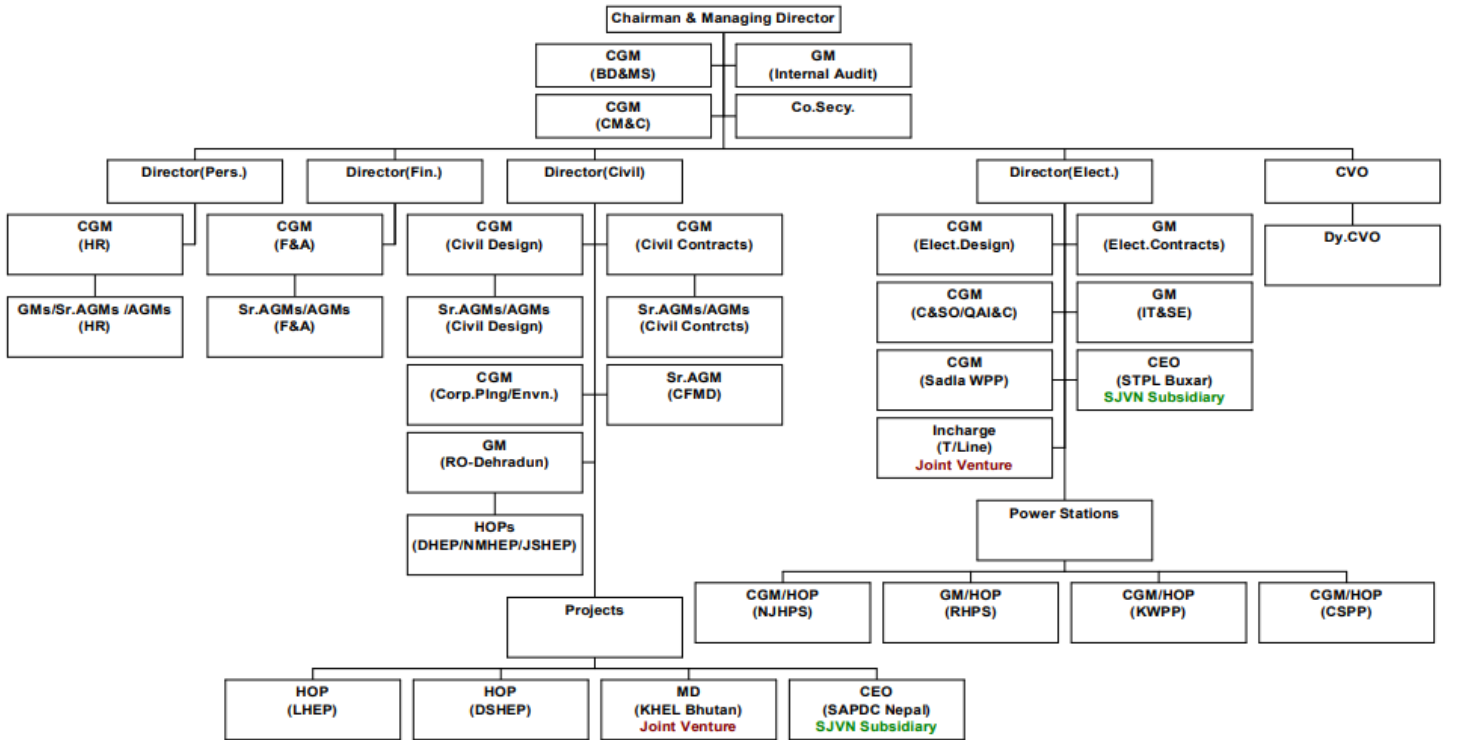 Chairman & Managing Director
CGM
(BD&MS)
GM
(Internal Audit)
CGM
(CM&C)
Co.Secy.
Director(Pers.)
Director(Fin.)
Director(Civil)
Director(Elect.)
CVO
CGM
(HR)
CGM
(F&A)
CGM
(Civil Design)
CGM
(Civil Contracts)
CGM
(Elect.Design)
GM
(Elect.Contracts)
Dy.CVO
GMs/Sr.AGMs /AGMs
(HR)
Sr.AGMs/AGMs
(F&A)
Sr.AGMs/AGMs
(Civil Design)
Sr.AGMs/AGMs
(Civil Contrcts)
CGM
(C&SO/QAI&C)
GM
(IT&SE)
CGM
(Corp.Plng/Envn.)
Sr.AGM
(CFMD)
CGM
(Sadla WPP)
CEO
(STPL Buxar)
SJVN Subsidiary
GM
(RO-Dehradun)
Incharge
(T/Line)
Joint Venture
HOPs
(DHEP/NMHEP/JSHEP)
Power Stations
CGM/HOP
(NJHPS)
GM/HOP
(RHPS)
CGM/HOP
(KWPP)
CGM/HOP
(CSPP)
Projects
HOP
(LHEP)
HOP
(DSHEP)
MD
(KHEL Bhutan)
Joint Venture
CEO
(SAPDC Nepal)
SJVN Subsidiary